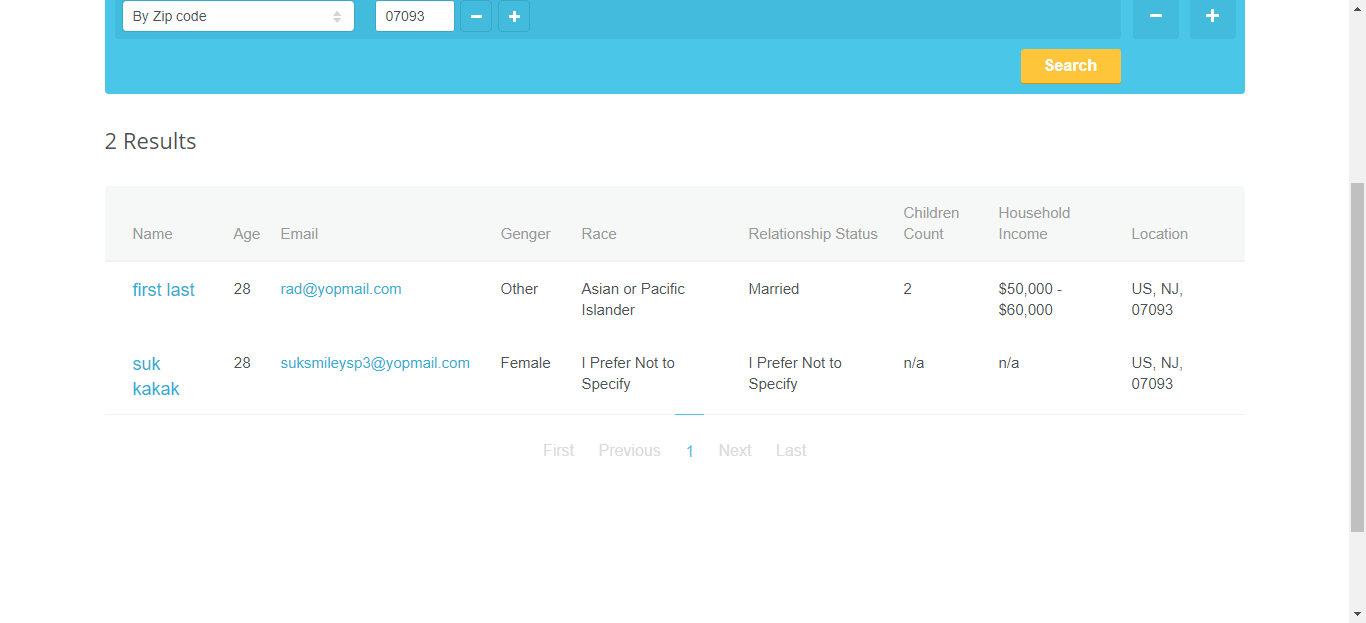 By Zip code 07093
Search
2 Results
Name Age Email Genger Race Relationship Status Children Count Household Income Location
first last 28 rad@yopmail.com Other Asian or Pacific Islander Married 2 $50,000 - $60,000 US, NJ, 07093
suk kakak 28 suksmileysp3@yopmail.com Female I Prefer Not to Specify I Prefer Not to Specify n/a n/a US, NJ, 07093
First Previous 1 Next Last